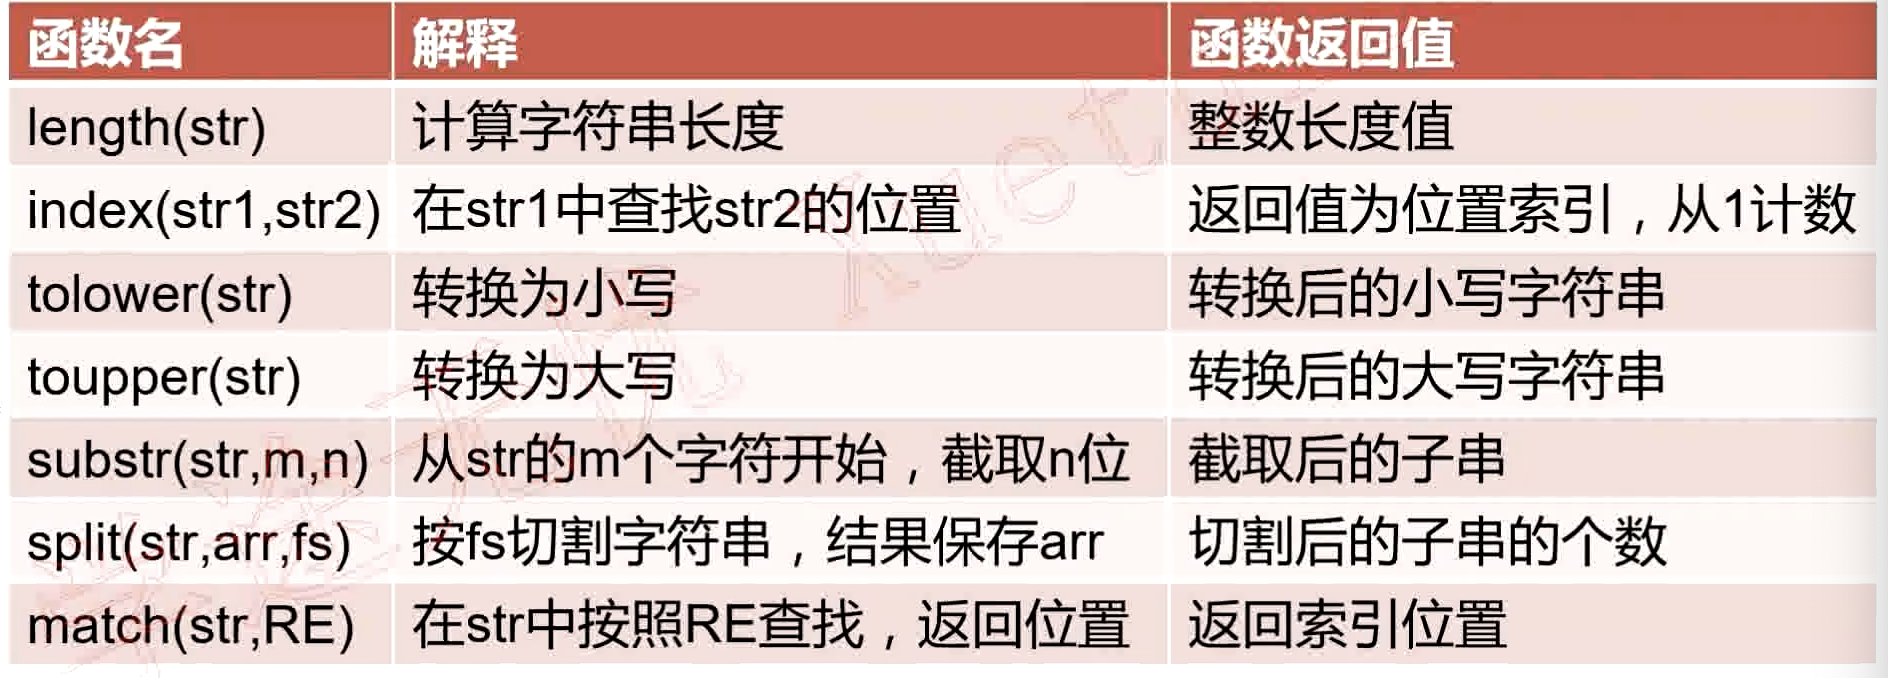 函数名 解释 函数返回值
length(str) 计算字符串长度 整数长度值
index(str1,str2) 在str1中查找str2的位置 返回值为位置索引，从1计数
tolower(str) 转换为小写 转换后的小写字符串
toupper(str) 转换为大写 转换后的大写字符串
substr(str,m,n) 从str的m个字符开始，截取n位 截取后的子串
split(str,arr,fs) 按fs切割字符串，结果保存arr 切割后的子串的个数
match(str,RE) 在str中按照RE查找，返回位置 返回索引位置